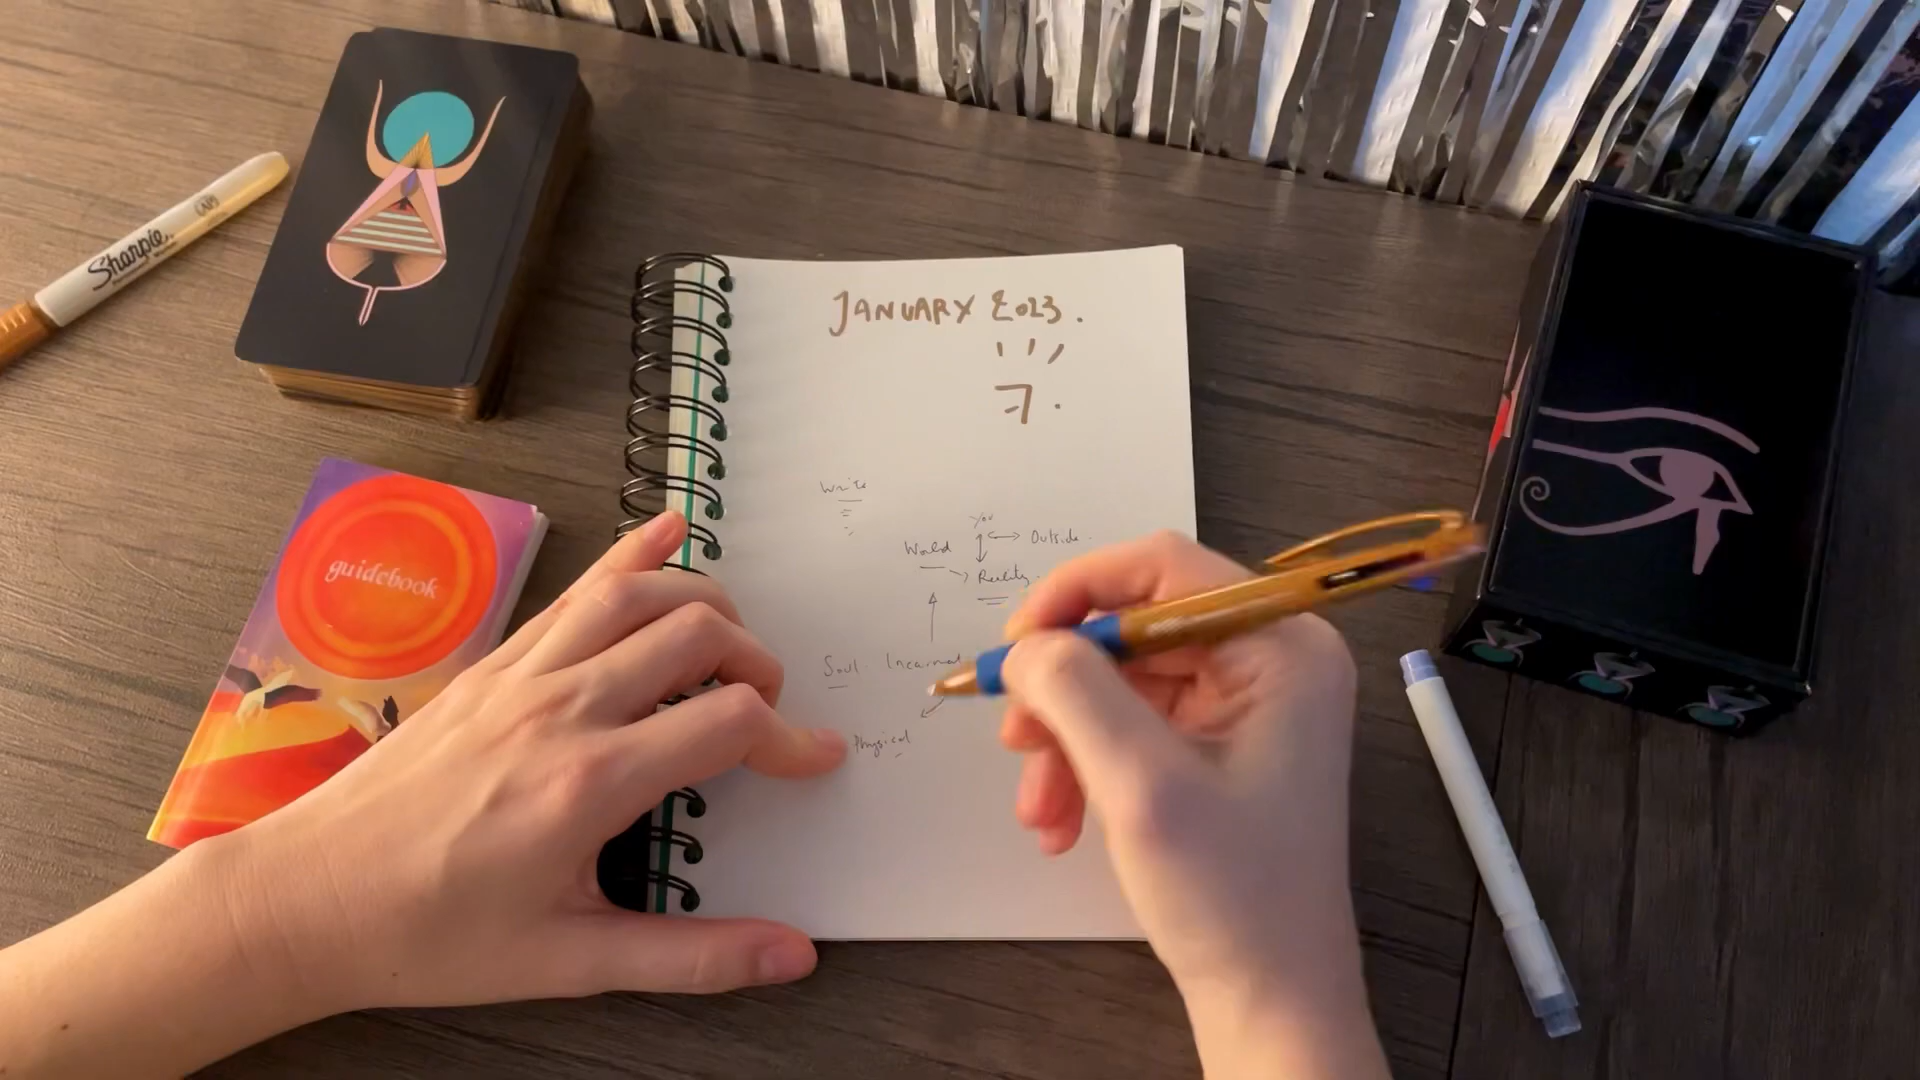 JANUARY 2023.
7.
Write
You
World
Outside.
Reality.
Soul: Incarnat
Physical
Sharpie.
guidebook